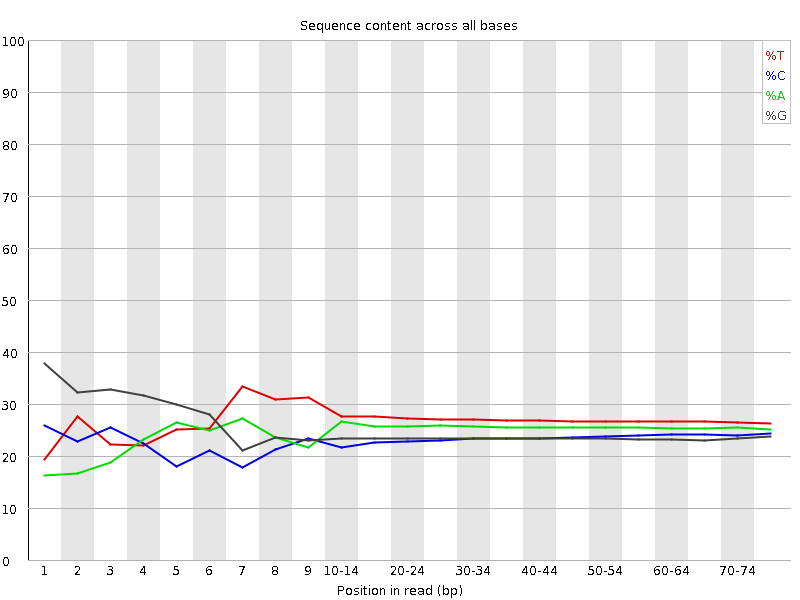 Sequence content across all bases
100
90
80
70
60
50
40
30
20
10
0
%T
%C
%A
%G
1 2 3 4 5 6 7 8 9 10-14 20-24 30-34 40-44 50-54 60-64 70-74
Position in read (bp)